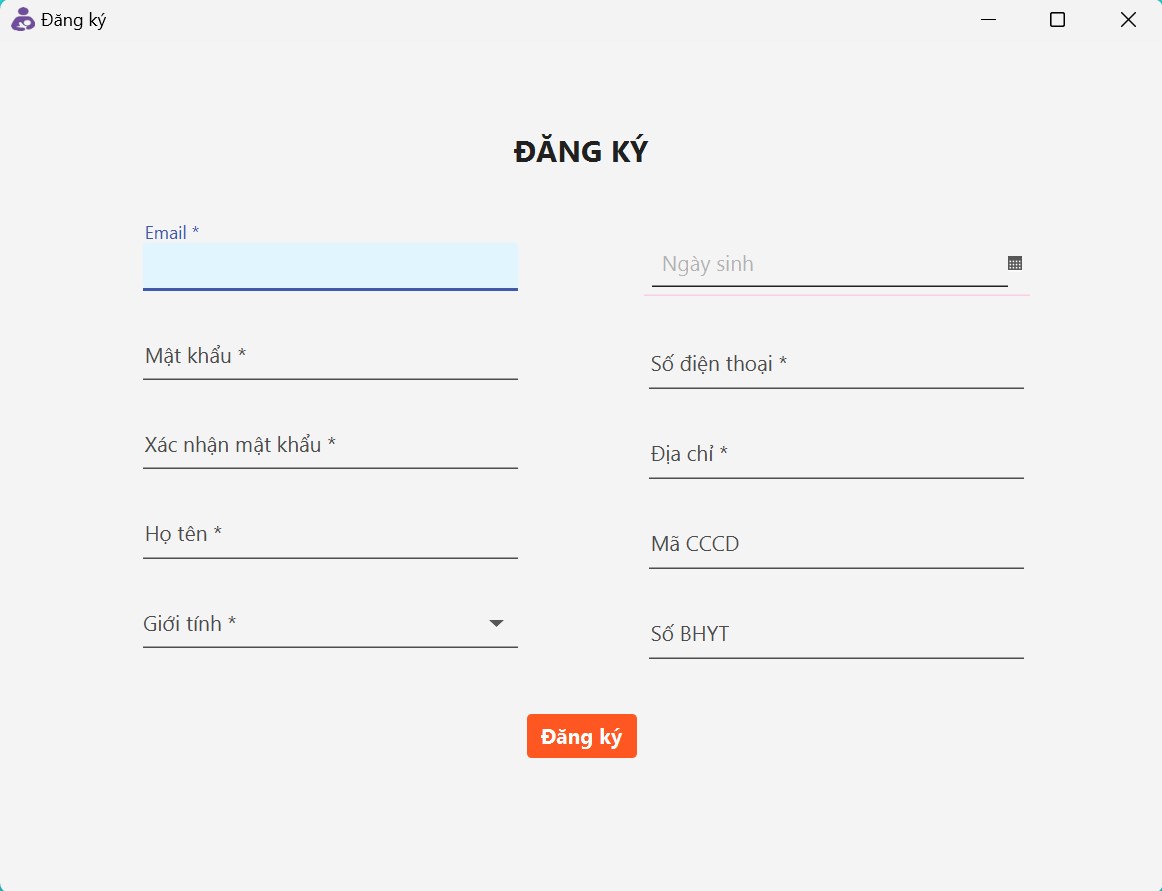 Đăng ký
ĐĂNG KÝ
Email *
Mật khẩu *
Xác nhận mật khẩu *
Họ tên *
Giới tính *
Ngày sinh
Số điện thoại *
Địa chỉ *
Mã CCCD
Số BHYT
Đăng ký